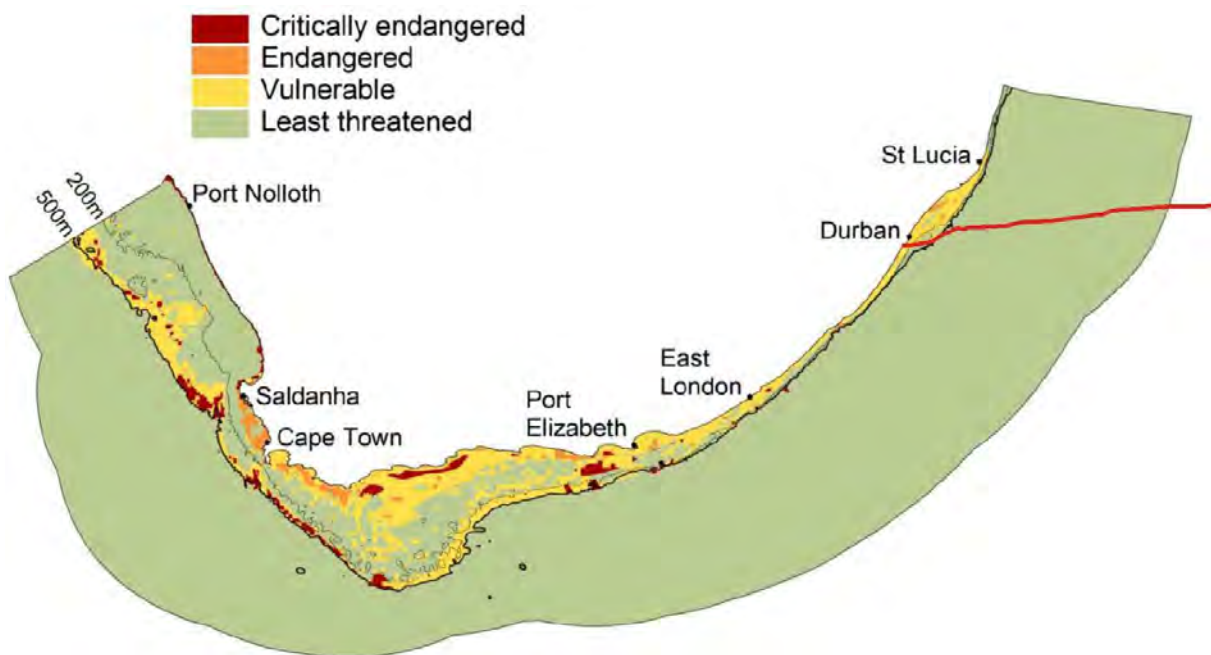 Critically endangered
Endangered
Vulnerable
Least threatened
St Lucia
Port Nolloth
200m
500m
Durban
East
London
Saldanha
Port
Elizabeth
Cape Town